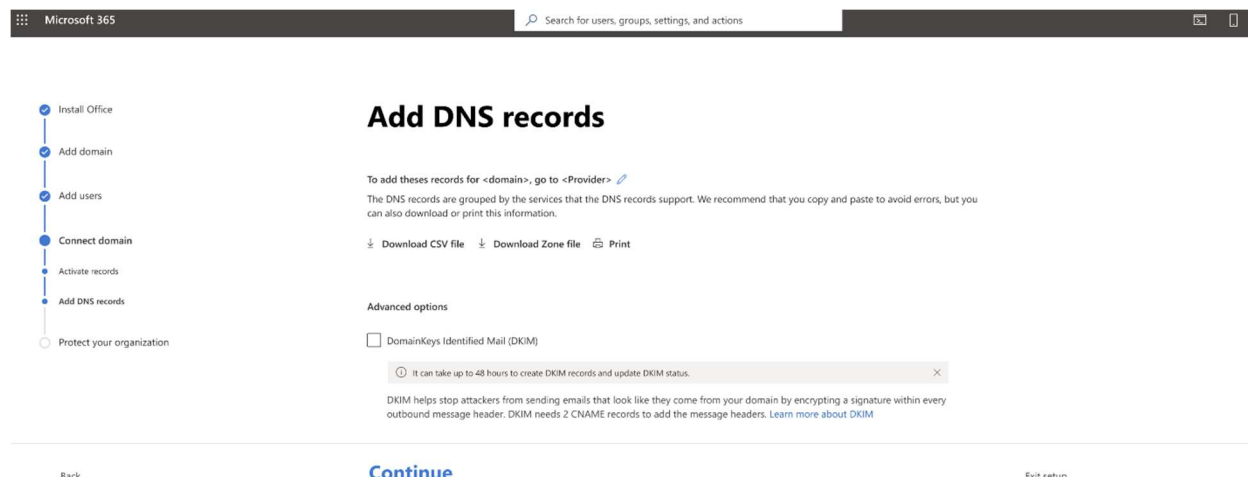 Microsoft 365
Search for users, groups, settings, and actions
Install Office
Add domain
Add users
Connect domain
Activate records
Add DNS records
Protect your organization
Add DNS records
To add theses records for <domain>, go to <Provider>
The DNS records are grouped by the services that the DNS records support. We recommend that you copy and paste to avoid errors, but you
can also download or print this information.
Download CSV file Download Zone file Print
Advanced options
DomainKeys Identified Mail (DKIM)
It can take up to 48 hours to create DKIM records and update DKIM status.
DKIM helps stop attackers from sending emails that look like they come from your domain by encrypting a signature within every
outbound message header. DKIM needs 2 CNAME records to add the message headers. Learn more about DKIM
Back
Continue
Exit setup